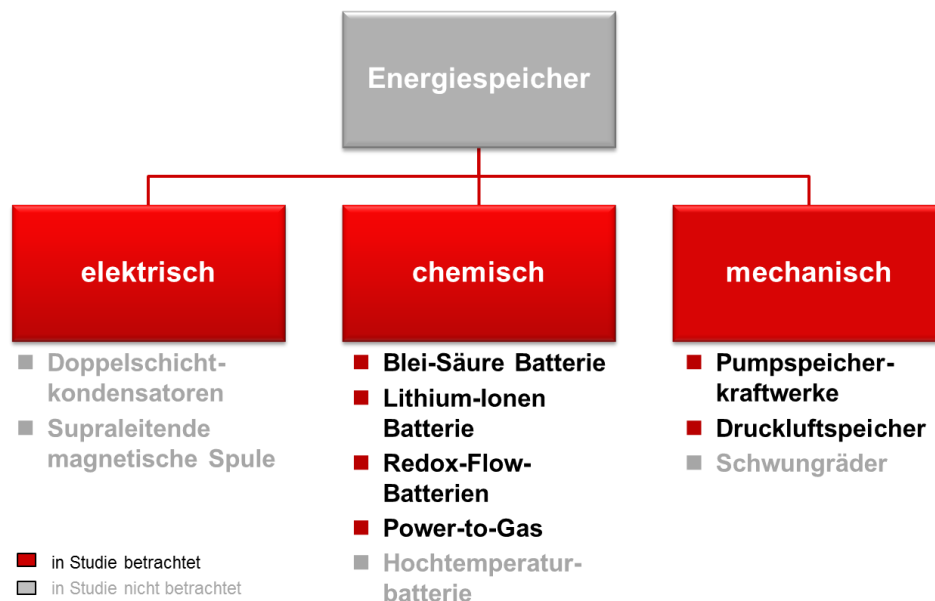 Energiespeicher
elektrisch
chemisch
mechanisch
Doppelschicht-
kondensatoren
Supraleitende
magnetische Spule
Blei-Säure Batterie
Lithium-Ionen
Batterie
Redox-Flow-
Batterien
Power-to-Gas
Hochtemperatur-
batterie
Pumpspeicher-
kraftwerke
Druckluftspeicher
Schwungräder
in Studie betrachtet
in Studie nicht betrachtet